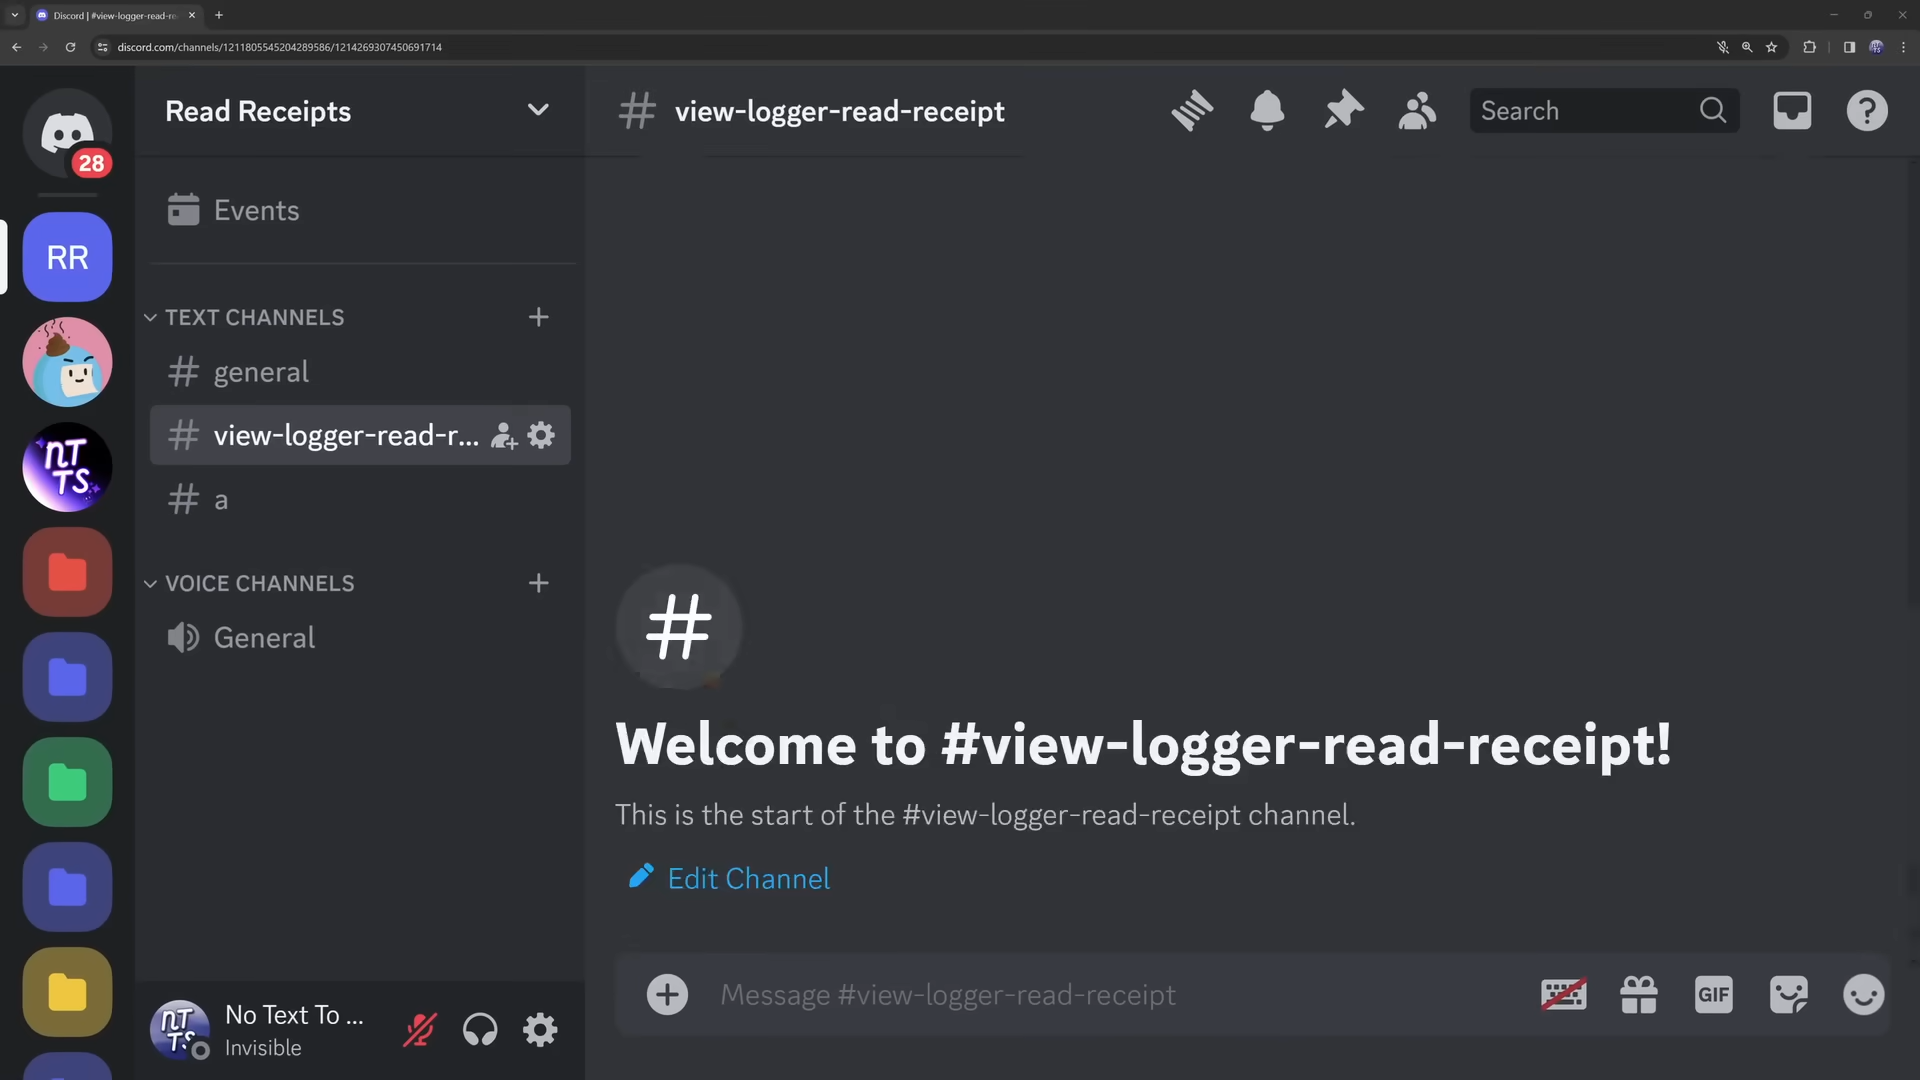 Discord | #view-logger-read-re
discord.com/channels/1211805545204289586/1214269307450691714
28
RR
nTTS
Read Receipts
Events
TEXT CHANNELS
general
view-logger-read-r...
a
VOICE CHANNELS
General
nTTS
No Text To ...
Invisible
# view-logger-read-receipt
Search
#
Welcome to #view-logger-read-receipt!
This is the start of the #view-logger-read-receipt channel.
Edit Channel
Message #view-logger-read-receipt
GIF